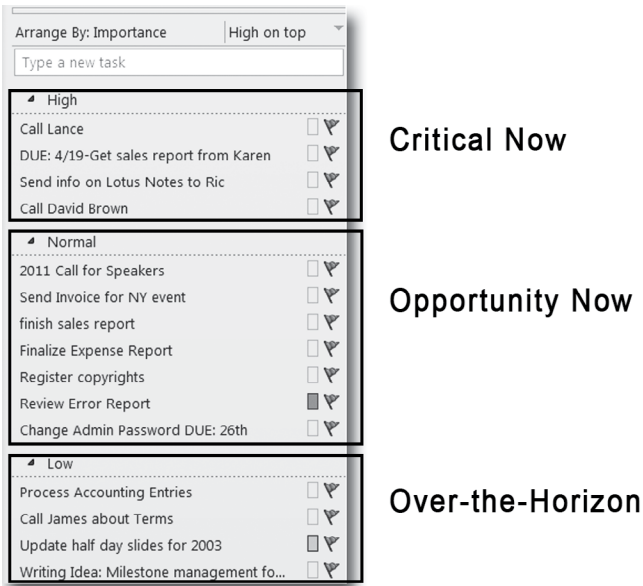 Arrange By: Importance High on top
Type a new task
High
Critical Now
Call Lance
DUE: 4/19-Get sales report from Karen
Send info on Lotus Notes to Ric
Call David Brown
Normal
2011 Call for Speakers
Send Invoice for NY event
Opportunity Now
finish sales report
Finalize Expense Report
Register copyrights
Review Error Report
Change Admin Password DUE: 26th
Low
Process Accounting Entries
Over-the-Horizon
Call James about Terms
Update half day slides for 2003
Writing Idea: Milestone management fo...